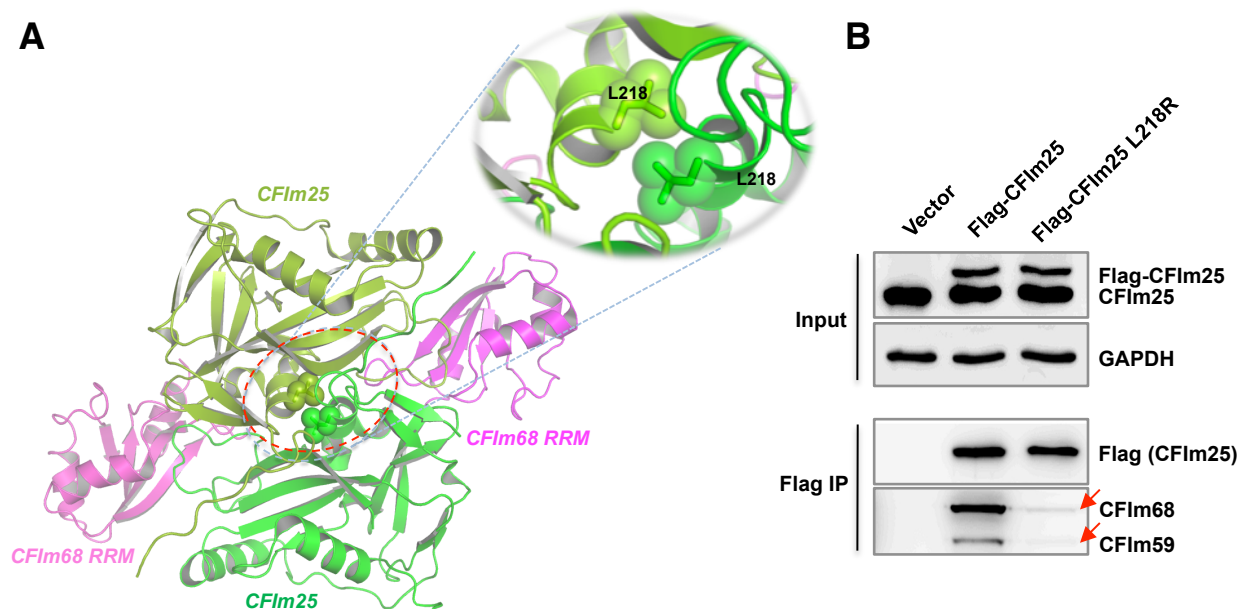 A
CFIm25
L218
L218
CFIm68 RRM
CFIm68 RRM
CFIm25
B
Vector
Flag-CFIm25
Flag-CFIm25 L218R
Input
Flag-CFIm25
CFIm25
GAPDH
Flag IP
Flag (CFIm25)
CFIm68
CFIm59